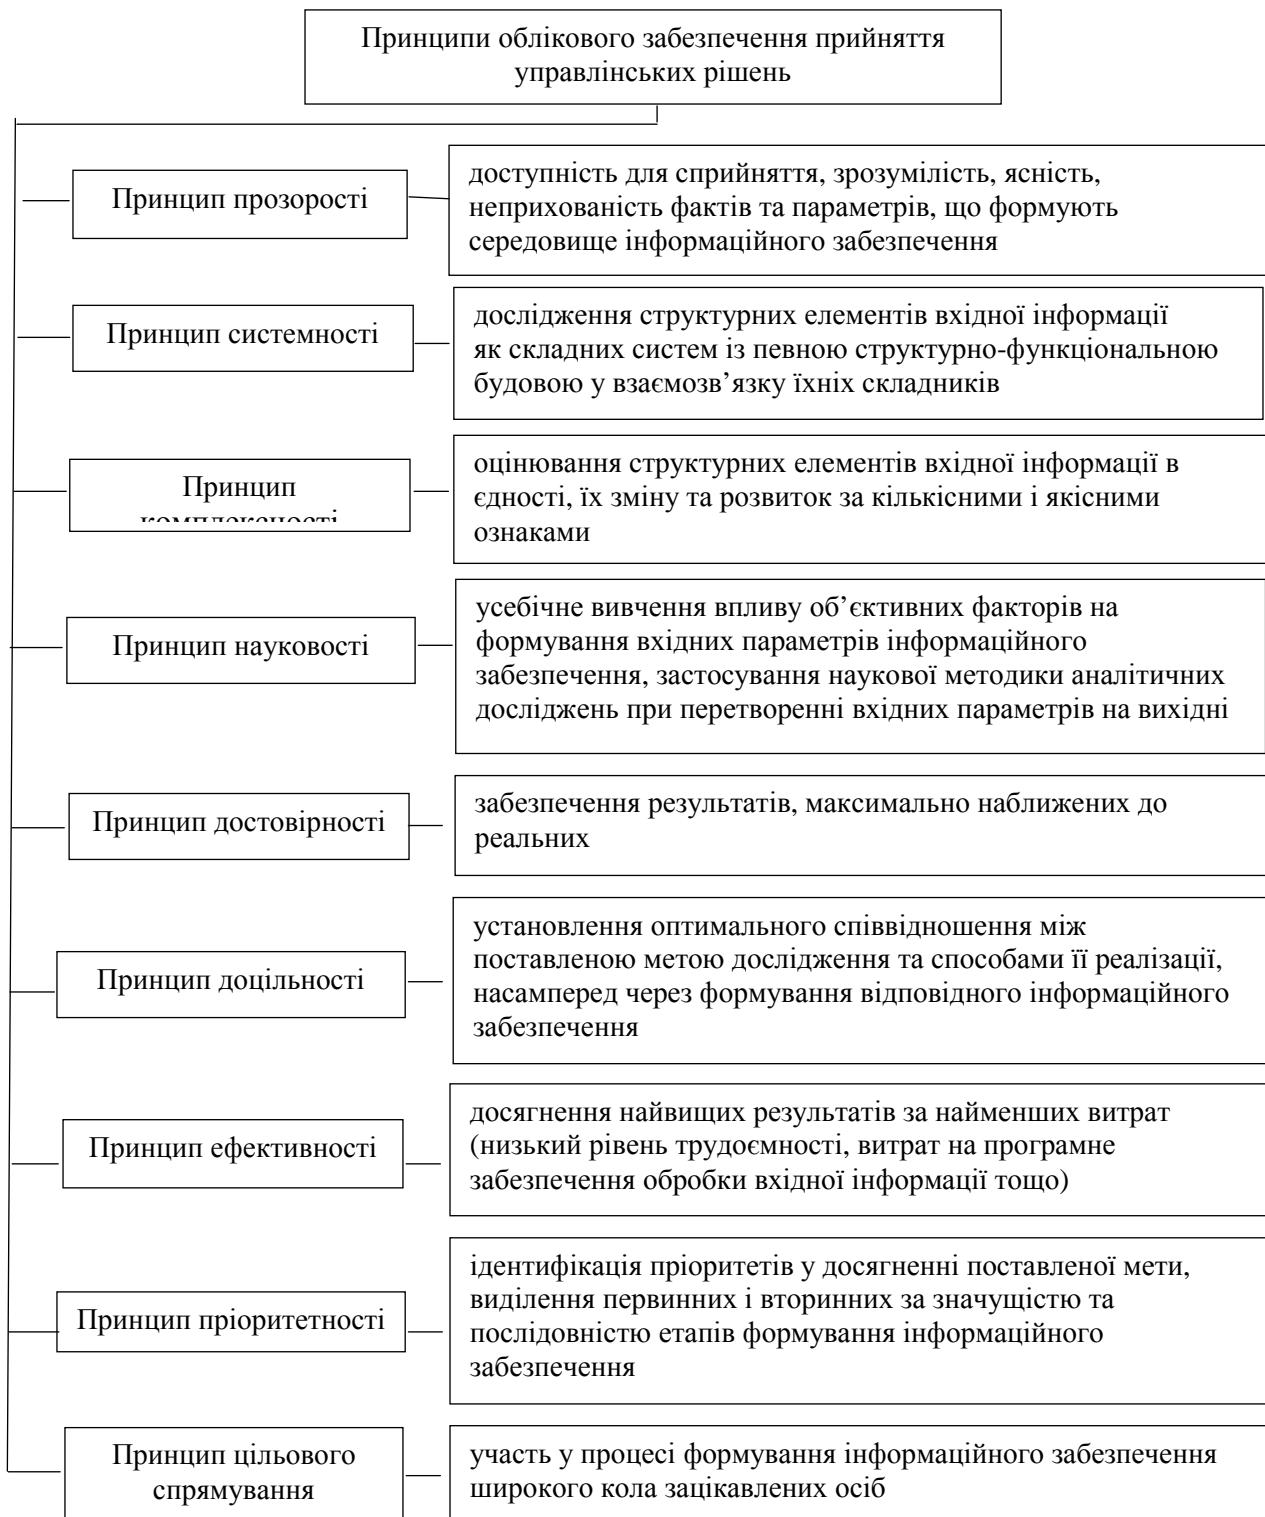 Принципи облікового забезпечення прийняття
управлінських рішень
Принцип прозорості
доступність для сприйняття, зрозумілість, ясність,
неприхованість фактів та параметрів, що формують
середовище інформаційного забезпечення
Принцип системності
дослідження структурних елементів вхідної інформації
як складних систем із певною структурно-функціональною
будовою у взаємозв’язку їхніх складників
Принцип
комплексності
оцінювання структурних елементів вхідної інформації в
єдності, їх зміну та розвиток за кількісними і якісними
ознаками
Принцип науковості
усебічне вивчення впливу об’єктивних факторів на
формування вхідних параметрів інформаційного
забезпечення, застосування наукової методики аналітичних
досліджень при перетворенні вхідних параметрів на вихідні
Принцип достовірності
забезпечення результатів, максимально наближених до
реальних
Принцип доцільності
установлення оптимального співвідношення між
поставленою метою дослідження та способами її реалізації,
насамперед через формування відповідного інформаційного
забезпечення
Принцип ефективності
досягнення найвищих результатів за найменших витрат
(низький рівень трудоємності, витрат на програмне
забезпечення обробки вхідної інформації тощо)
Принцип пріоритетності
ідентифікація пріоритетів у досягненні поставленої мети,
виділення первинних і вторинних за значущістю та
послідовністю етапів формування інформаційного
забезпечення
Принцип цільового
спрямування
участь у процесі формування інформаційного забезпечення
широкого кола зацікавлених осіб